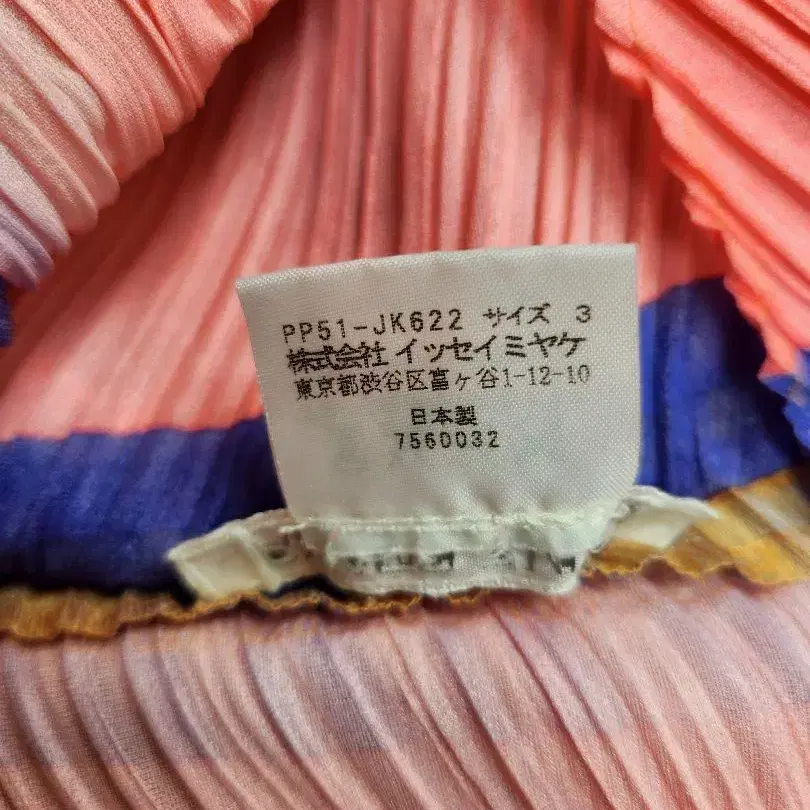 PP51-JK622 サイズ 3
株式会社 イッセイミヤケ
東京都渋谷区富ヶ谷1-12-10
日本製
7560032